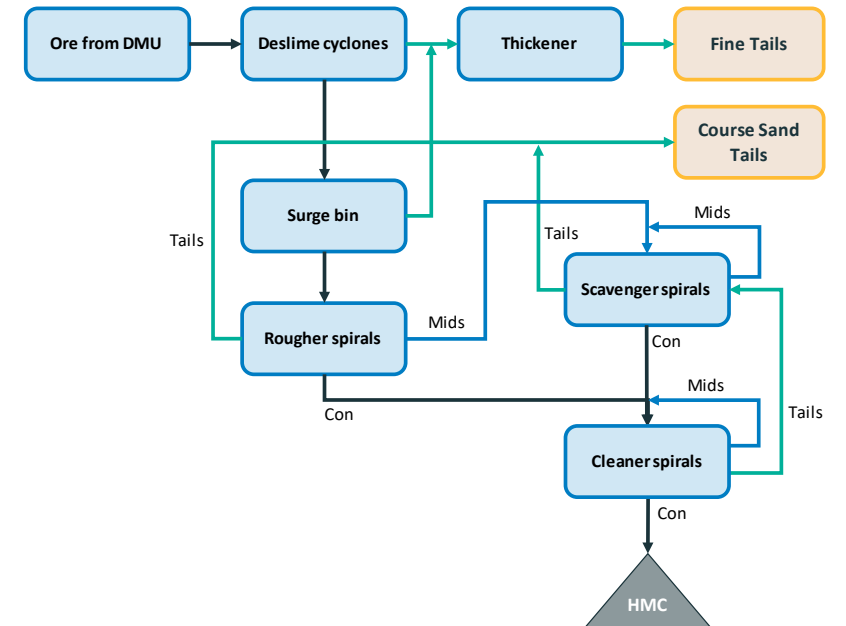 Ore from DMU
Deslime cyclones
Thickener
Fine Tails
Course Sand
Tails
Surge bin
Mids
Tails
Tails
Scavenger spirals
Mids
Rougher spirals
Con
Mids
Con
Tails
Cleaner spirals
Con
HMC